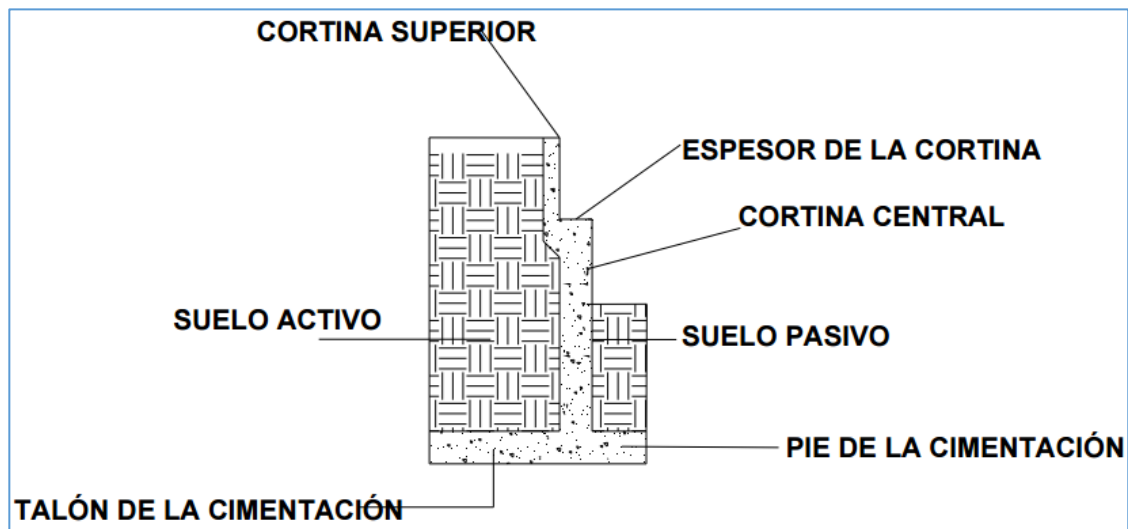 CORTINA SUPERIOR
ESPESOR DE LA CORTINA
CORTINA CENTRAL
SUELO ACTIVO
SUELO PASIVO
PIE DE LA CIMENTACIÓN
TALÓN DE LA CIMENTACIÓN